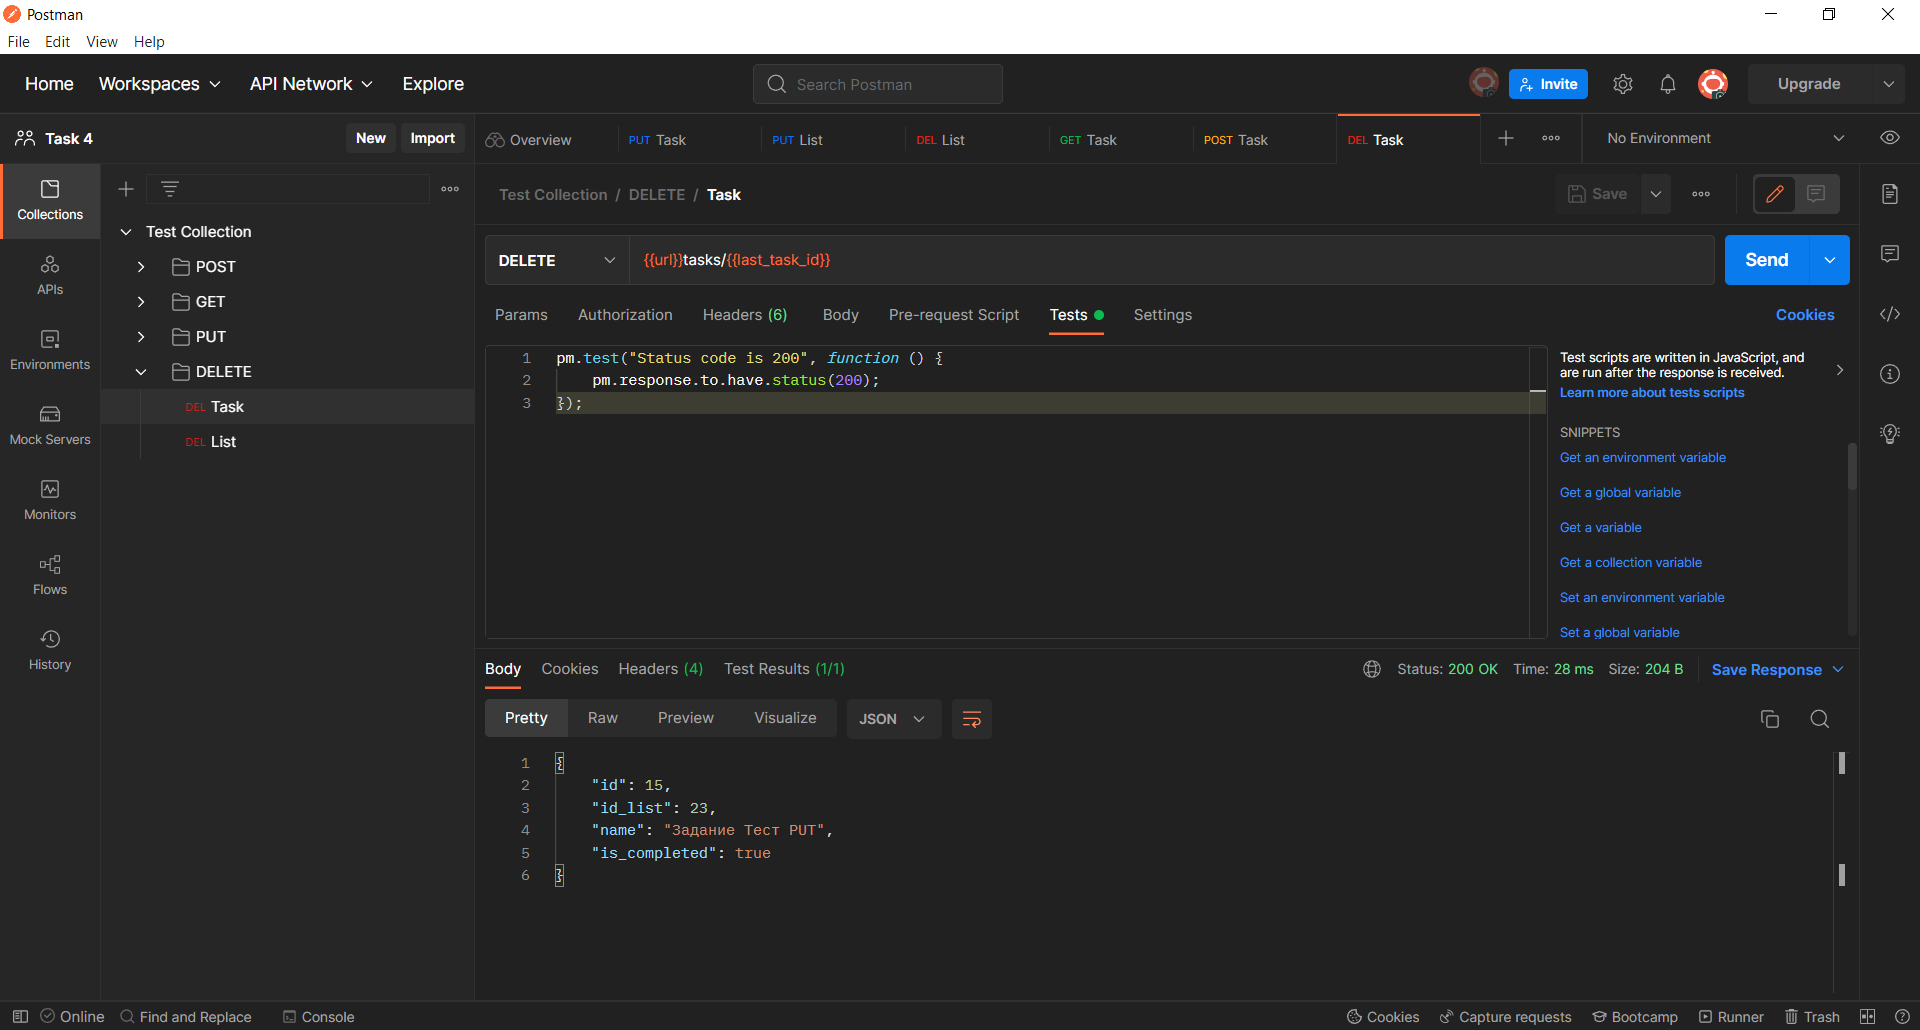 Postman
File Edit View Help
Home Workspaces API Network Explore Search Postman Invite Upgrade
Task 4 New Import Overview PUT Task PUT List DEL List GET Task POST Task DEL Task No Environment
Collections
APIs
Environments
Mock Servers
Monitors
Flows
History
Test Collection
POST
GET
PUT
DELETE
DEL Task
DEL List
Test Collection / DELETE / Task Save
DELETE {{url}}tasks/{{last_task_id}} Send
Params Authorization Headers (6) Body Pre-request Script Tests Settings Cookies
1 pm.test("Status code is 200", function () {
2 pm.response.to.have.status(200);
3 });
Test scripts are written in JavaScript, and
are run after the response is received.
Learn more about tests scripts
SNIPPETS
Get an environment variable
Get a global variable
Get a variable
Get a collection variable
Set an environment variable
Set a global variable
Body Cookies Headers (4) Test Results (1/1) Status: 200 OK Time: 28 ms Size: 204 B Save Response
Pretty Raw Preview Visualize JSON
1 {
2 "id": 15,
3 "id_list": 23,
4 "name": "Задание Тест PUT",
5 "is_completed": true
6 }
Online Find and Replace Console Cookies Capture requests Bootcamp Runner Trash